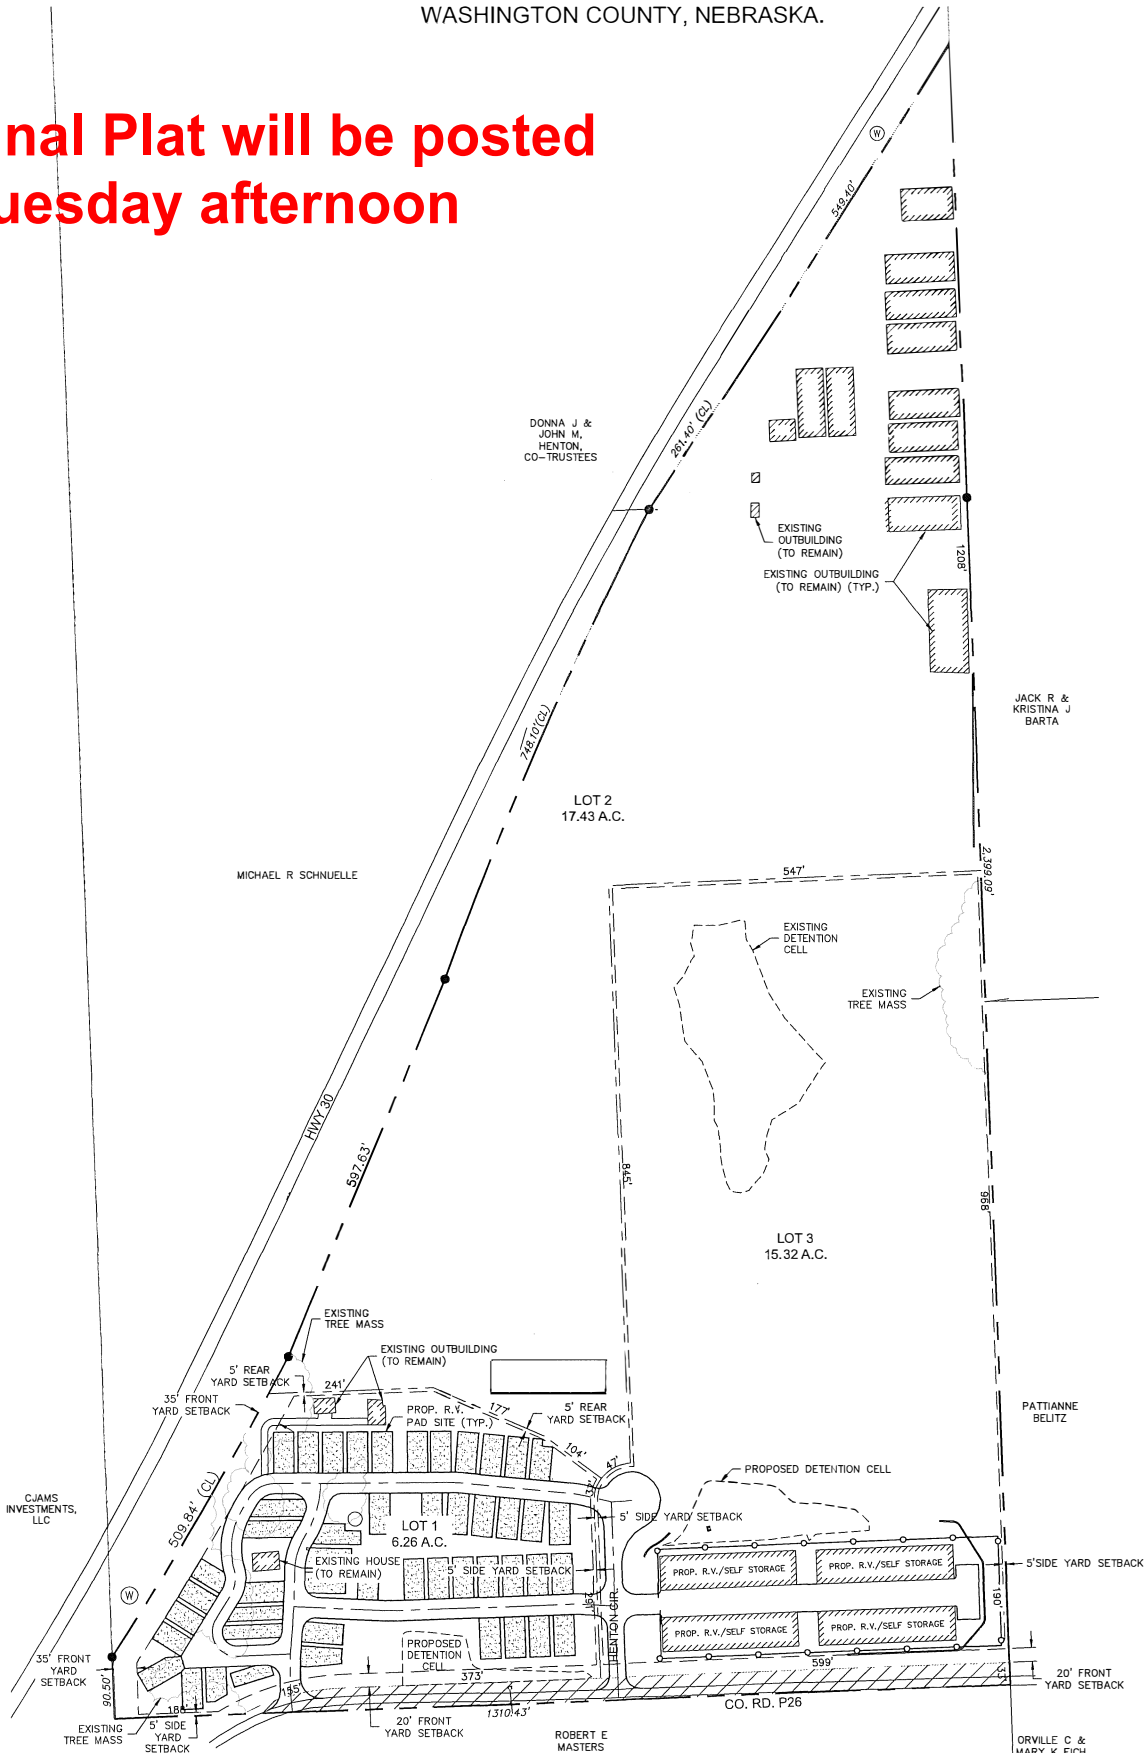 WASHINGTON COUNTY, NEBRASKA.
nal Plat will be posted
uesday afternoon
W
549.40'
261.40' (CL)
DONNA J &
JOHN M,
HENTON,
CO-TRUSTEES
EXISTING
OUTBUILDING
(TO REMAIN)
EXISTING OUTBUILDING
(TO REMAIN) (TYP.)
1208'
JACK R &
KRISTINA J
BARTA
748.10'(CL)
LOT 2
17.43 A.C.
MICHAEL R SCHNUELLE
547'
2,399.09'
EXISTING
DETENTION
CELL
EXISTING
TREE MASS
HWY 30
597.63'
845'
968'
LOT 3
15.32 A.C.
EXISTING
TREE MASS
EXISTING OUTBUILDING
(TO REMAIN)
5' REAR
YARD SETBACK
241'
35' FRONT
YARD SETBACK
PROP. R.V.
PAD SITE (TYP.)
177'
5' REAR
YARD SETBACK
PATTIANNE
BELITZ
104'
47'
PROPOSED DETENTION CELL
509.84' (CL)
CJAMS
INVESTMENTS,
LLC
5' SIDE YARD SETBACK
LOT 1
6.26 A.C.
EXISTING HOUSE
(TO REMAIN)
5' SIDE YARD SETBACK
PROP. R.V./SELF STORAGE
PROP. R.V./SELF STORAGE
5'SIDE YARD SETBACK
W
291'
HENTON CIR.
190'
PROP. R.V./SELF STORAGE
PROP. R.V./SELF STORAGE
35' FRONT
YARD
SETBACK
PROPOSED
DETENTION
CELL
373'
599'
33'
20' FRONT
YARD SETBACK
90.50'
155'
1310.43'
CO. RD. P26
EXISTING
TREE MASS
5' SIDE
YARD
SETBACK
20' FRONT
YARD SETBACK
ROBERT E
MASTERS
ORVILLE C &
MARY K EICH